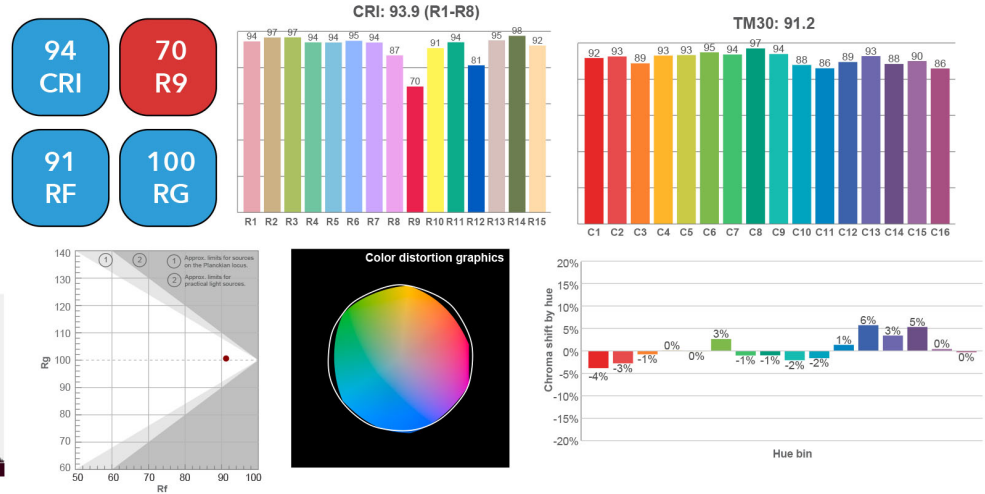 94
CRI
70
R9
91
RF
100
RG
CRI: 93.9 (R1-R8)
94 97 97 94 94 95 94 87 70 91 94 81 95 98 92
R1 R2 R3 R4 R5 R6 R7 R8 R9 R10 R11 R12 R13 R14 R15
TM30: 91.2
92 93 89 93 93 95 94 97 94 88 86 89 93 88 90 86
C1 C2 C3 C4 C5 C6 C7 C8 C9 C10 C11 C12 C13 C14 C15 C16
140
130
120
110
100
90
80
70
60
Rg
1 2
1 Approx. limits for sources
on the Planckian locus.
2 Approx. limits for
practical light sources.
50 60 70 80 90 100
Rf
Color distortion graphics
Chroma shift by hue
20%
15%
10%
5%
0%
-5%
-10%
-15%
-20%
-4% -3% -1% 0% 0% 3% -1% -1% -2% -2% 1% 6% 3% 5% 0% 0%
Hue bin